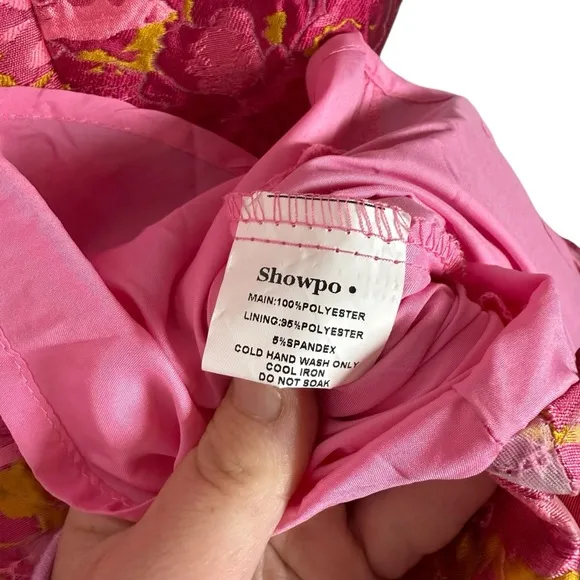 Showpo •
MAIN:100%POLYESTER
LINING:95%POLYESTER
5%SPANDEX
COLD HAND WASH ONLY
COOL IRON
DO NOT SOAK